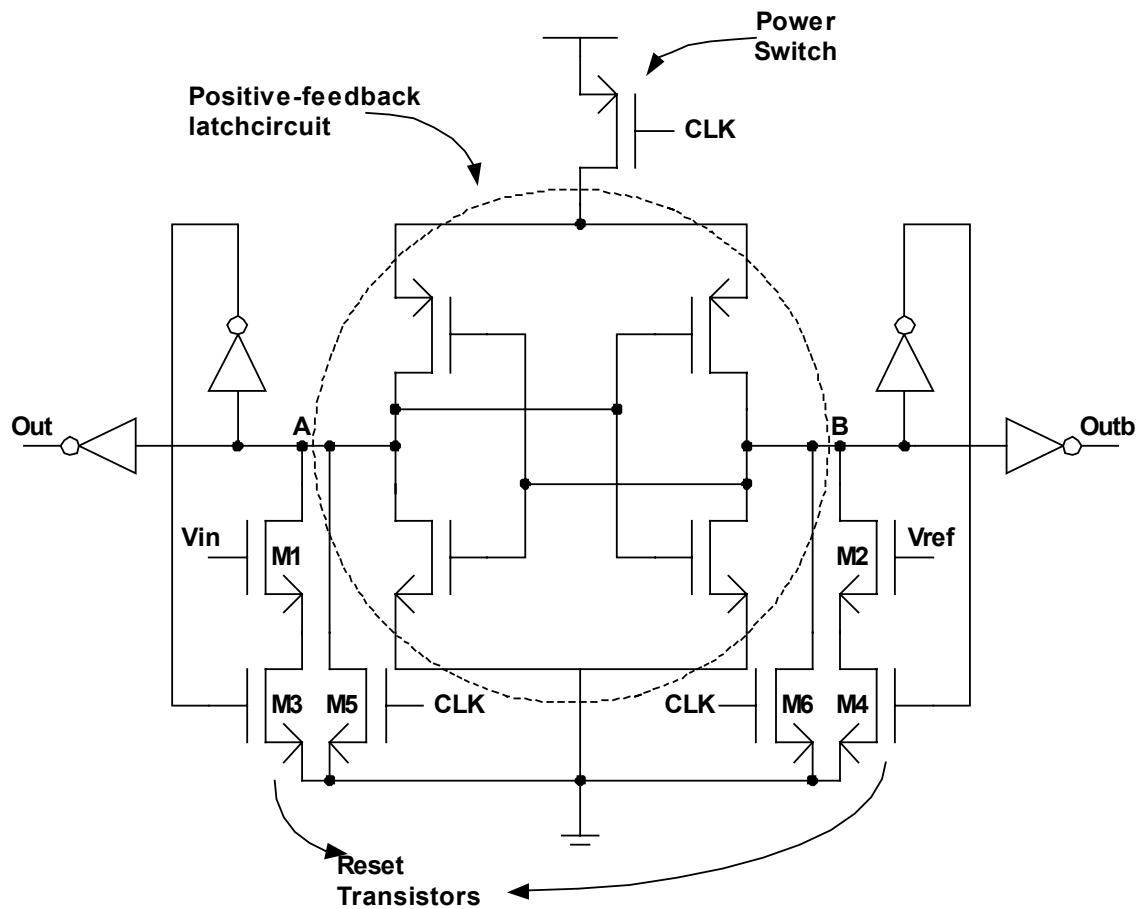 Power
Switch
Positive-feedback
latchcircuit
CLK
Out
A
B
Outb
Vin
M1
M2
Vref
M3
M5
CLK
CLK
M6
M4
Reset
Transistors